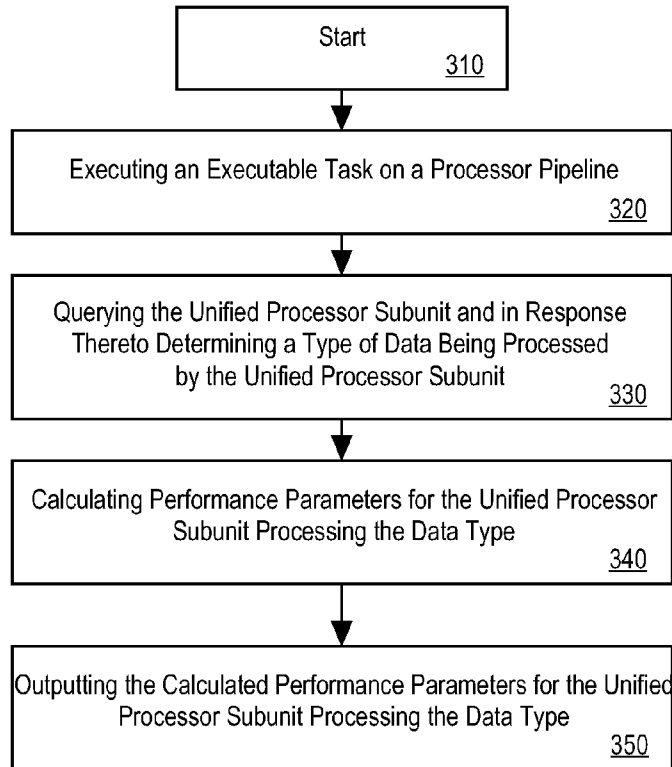 Start
310
Executing an Executable Task on a Processor Pipeline
320
Querying the Unified Processor Subunit and in Response
Thereto Determining a Type of Data Being Processed
by the Unified Processor Subunit
330
Calculating Performance Parameters for the Unified Processor
Subunit Processing the Data Type
340
Outputting the Calculated Performance Parameters for the Unified
Processor Subunit Processing the Data Type
350